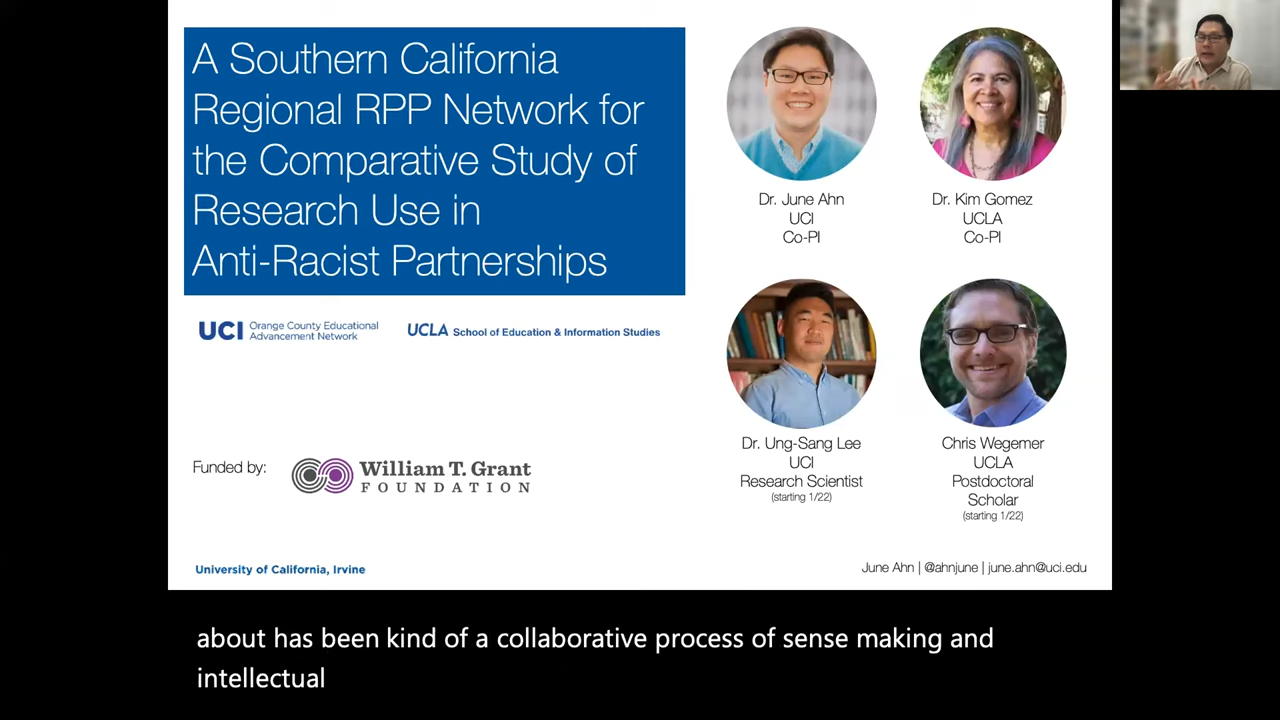 A Southern California
Regional RPP Network for
the Comparative Study of
Research Use in
Anti-Racist Partnerships
UCI Orange County Educational
Advancement Network
UCLA School of Education & Information Studies
Funded by:
William T. Grant
FOUNDATION
Dr. June Ahn
UCI
Co-PI
Dr. Kim Gomez
UCLA
Co-PI
Dr. Ung-Sang Lee
UCI
Research Scientist
(starting 1/22)
Chris Wegemer
UCLA
Postdoctoral
Scholar
(starting 1/22)
University of California, Irvine
June Ahn | @ahnjune | june.ahn@uci.edu
about has been kind of a collaborative process of sense making and
intellectual